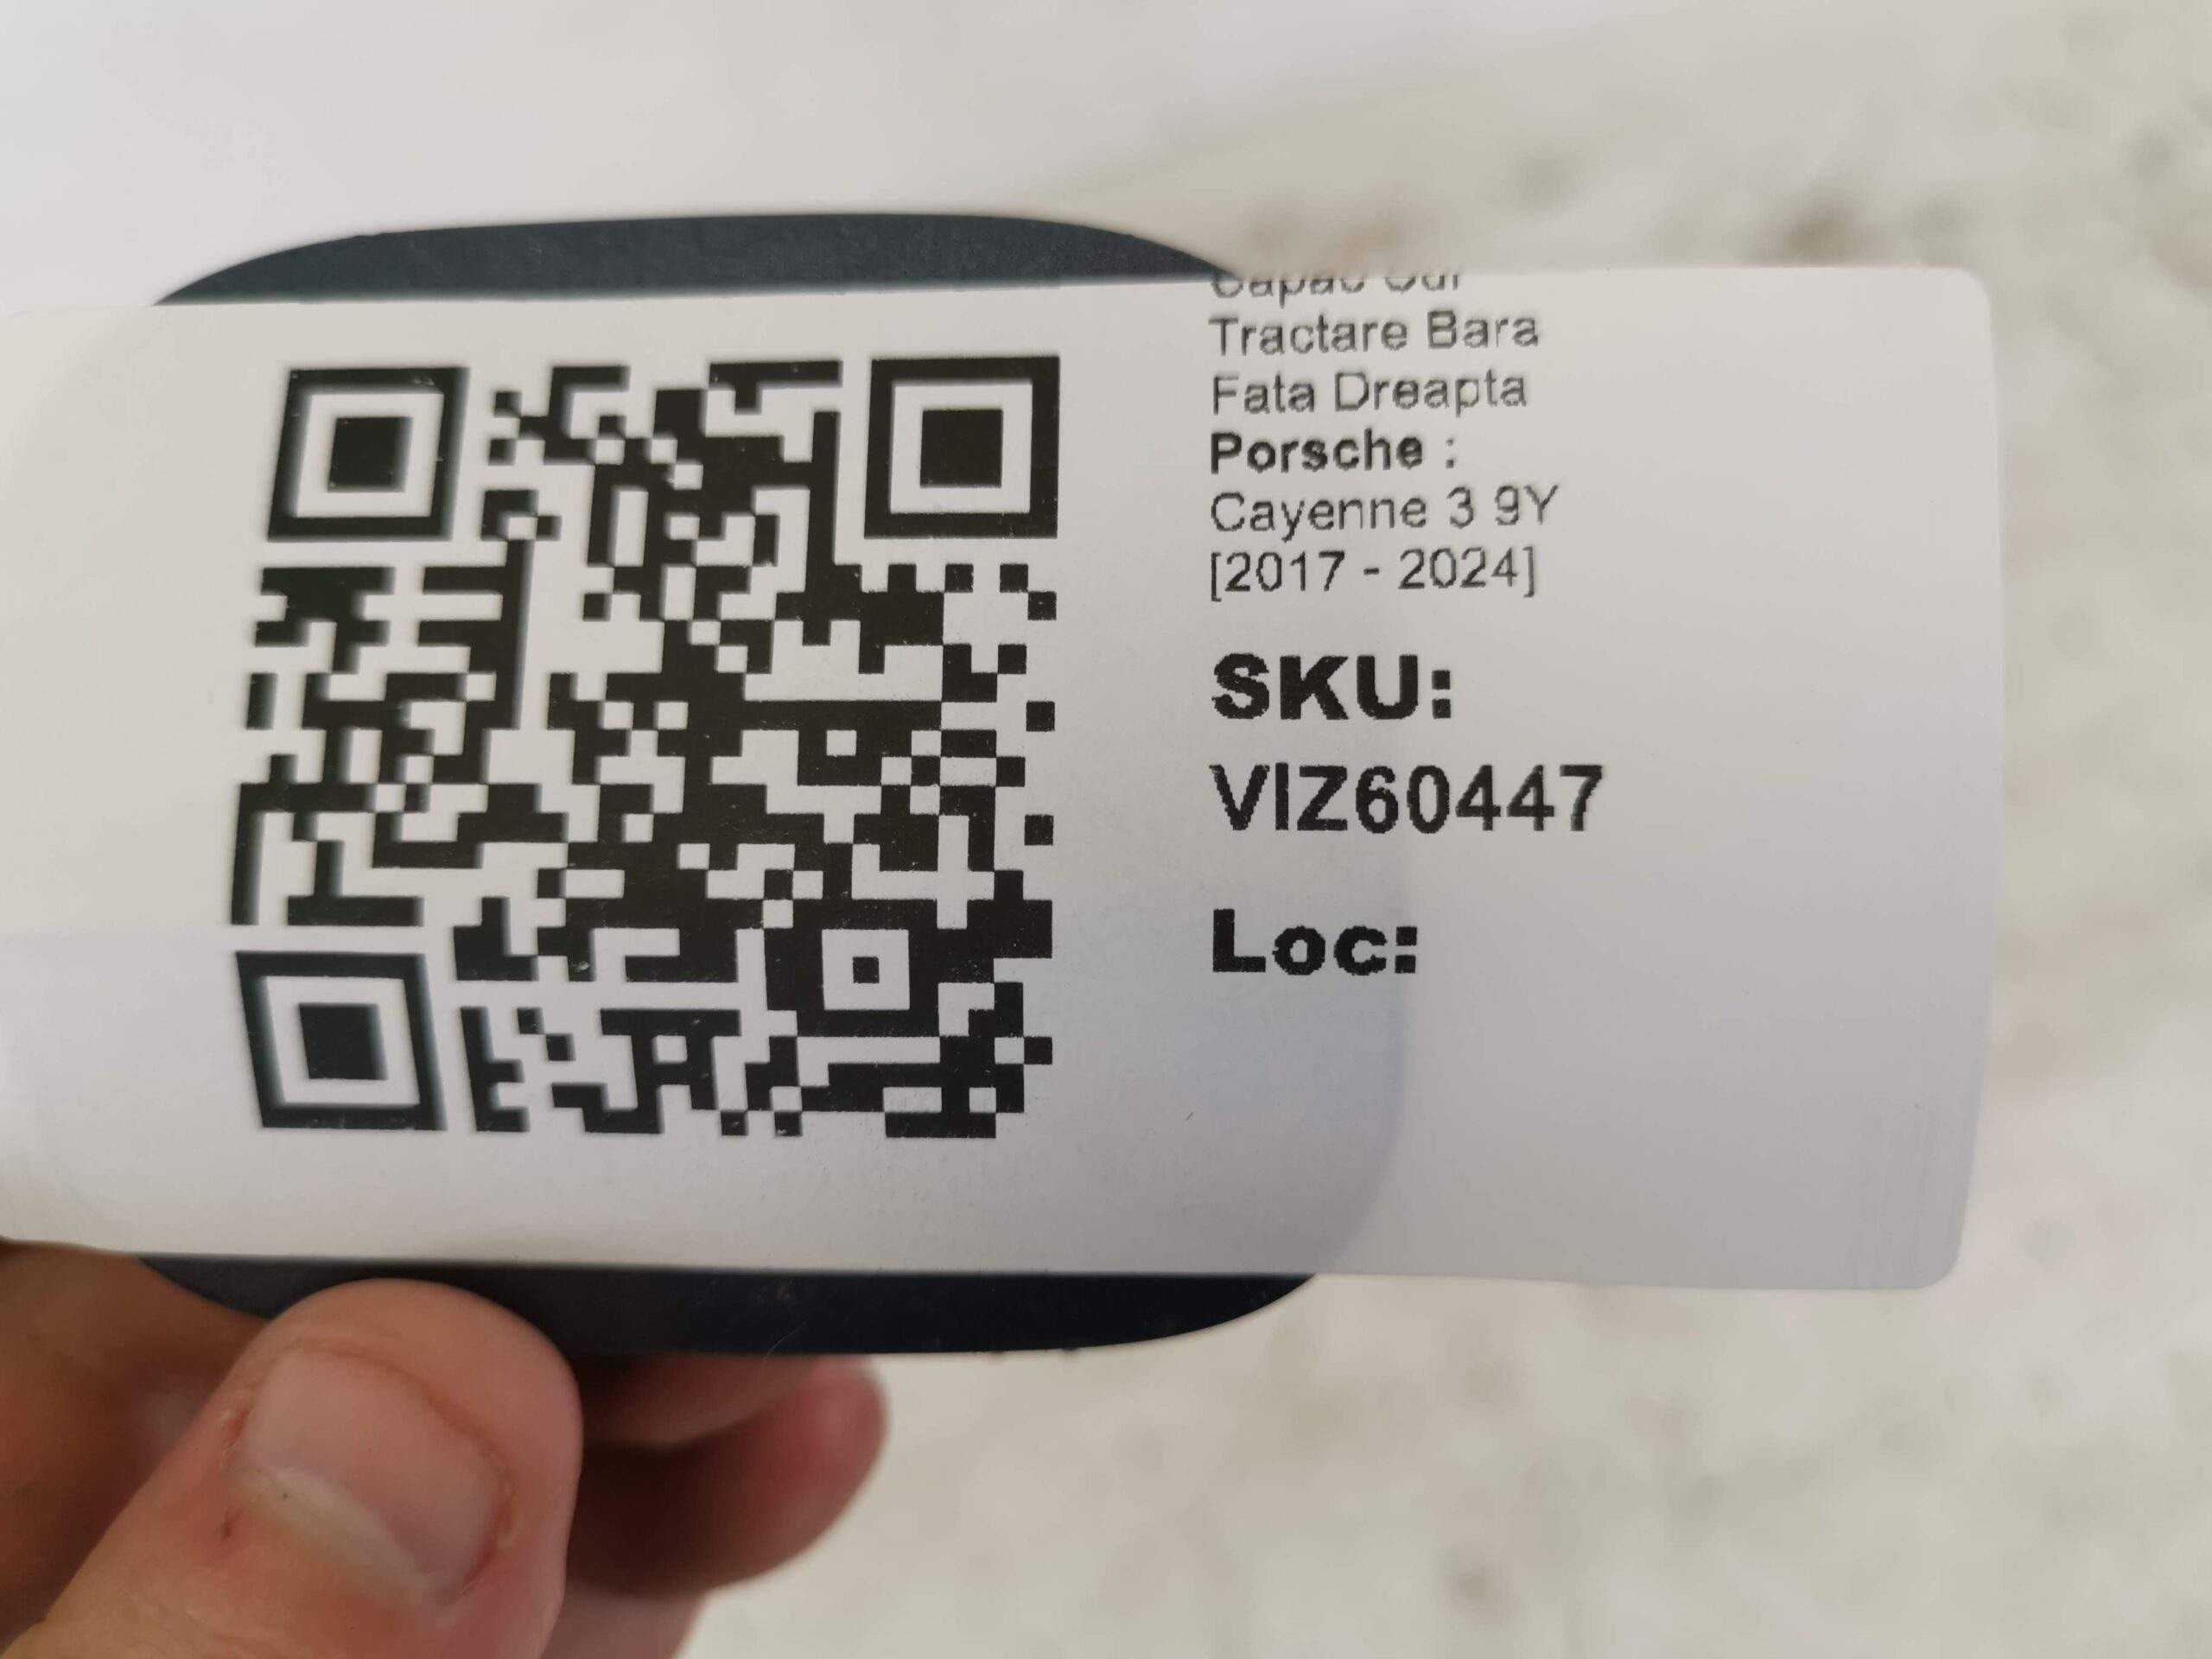 Tractare Bara
Fata Dreapta
Porsche :
Cayenne 3 9Y
[2017 - 2024]
SKU:
VIZ60447
Loc: